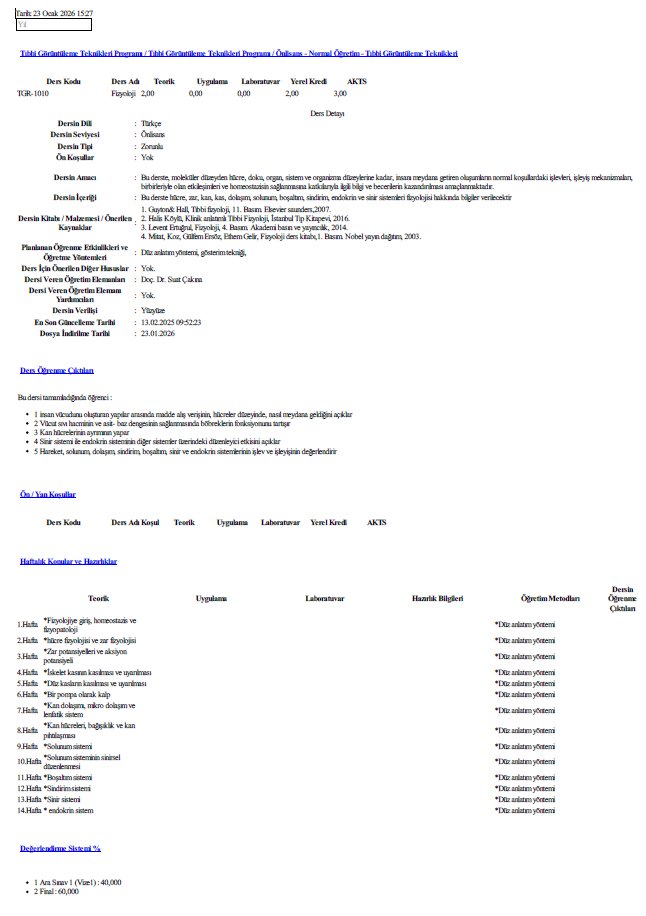 Tarih: 23 Ocak 2026 15:27
Yıl
Tıbbi Görüntüleme Teknikleri Programı / Tıbbi Görüntüleme Teknikleri Programı / Önlisans - Normal Öğretim - Tıbbi Görüntüleme Teknikleri
Ders Kodu Ders Adı Teorik Uygulama Laboratuvar Yerel Kredi AKTS
TGR-1010 Fizyoloji 2,00 0,00 0,00 2,00 3,00
Ders Detayı
Dersin Dili : Türkçe
Dersin Seviyesi : Önlisans
Dersin Tipi : Zorunlu
Ön Koşullar : Yok
Dersin Amacı : Bu derste, moleküler düzeyden hücre, doku, organ, sistem ve organizma düzeylerine kadar, insanı meydana getiren oluşumların normal koşullardaki işlevleri, işleyiş mekanizmaları,
birbirleriyle olan etkileşimleri ve homeostazisin sağlanmasına katkılarıyla ilgili bilgi ve becerilerin kazandırılması amaçlanmaktadır.
Dersin İçeriği : Bu derste hücre, zar, kan, kas, dolaşım, solunum, boşaltım, sindirim, endokrin ve sinir sistemleri fizyolojisi hakkında bilgiler verilecektir
Dersin Kitabı / Malzemesi / Önerilen Kaynaklar :
1. Guyton& Hall, Tıbbi fizyoloji, 11. Basım. Elsevier saunders,2007.
2. Halis Köylü, Klinik anlatımlı Tıbbi Fizyoloji, İstanbul Tıp Kitapevi, 2016.
3. Levent Ertuğrul, Fizyoloji, 4. Basım. Akademi basın ve yayıncılık, 2014.
4. Mitat, Koz, Gülfem Ersöz, Ethem Gelir, Fizyoloji ders kitabı,1. Basım. Nobel yayın dağıtım, 2003.
Planlanan Öğrenme Etkinlikleri ve
Öğretme Yöntemleri : Düz anlatım yöntemi, gösterim tekniği,
Ders İçin Önerilen Diğer Hususlar : Yok.
Dersi Veren Öğretim Elemanları : Doç. Dr. Suat Çakına
Dersi Veren Öğretim Elemanı
Yardımcıları : Yok.
Dersin Verilişi : Yüzyüze
En Son Güncelleme Tarihi : 13.02.2025 09:52:23
Dosya İndirilme Tarihi : 23.01.2026
Ders Öğrenme Çıktıları
Bu dersi tamamladığında öğrenci :
• 1 insan vücudunu oluşturan yapılar arasında madde alış verişinin, hücreler düzeyinde, nasıl meydana geldiğini açıklar
• 2 Vücut sıvı hacminin ve asit- baz dengesinin sağlanmasında böbreklerin fonksiyonunu tartışır
• 3 Kan hücrelerinin ayrımının yapar
• 4 Sinir sistemi ile endokrin sisteminin diğer sistemler üzerindeki düzenleyici etkisini açıklar
• 5 Hareket, solunum, dolaşım, sindirim, boşaltım, sinir ve endokrin sistemlerinin işlev ve işleyişinin değerlendirir
Ön / Yan Koşullar
Ders Kodu Ders Adı Koşul Teorik Uygulama Laboratuvar Yerel Kredi AKTS
Haftalık Konular ve Hazırlıklar
Teorik Uygulama Laboratuvar Hazırlık Bilgileri Öğretim Metodları Dersin Öğrenme Çıktıları
1.Hafta *Fizyolojiye giriş, homeostazis ve fizyopatoloji *Düz anlatım yöntemi
2.Hafta *hücre fizyolojisi ve zar fizyolojisi *Düz anlatım yöntemi
3.Hafta *Zar potansiyelleri ve aksiyon potansiyeli *Düz anlatım yöntemi
4.Hafta *İskelet kasının kasılması ve uyarılması *Düz anlatım yöntemi
5.Hafta *Düz kasların kasılması ve uyarılması *Düz anlatım yöntemi
6.Hafta *Bir pompa olarak kalp *Düz anlatım yöntemi
7.Hafta *Kan dolaşımı, mikro dolaşım ve lenfatik sistem *Düz anlatım yöntemi
8.Hafta *Kan hücreleri, bağışıklık ve kan pıhtılaşması *Düz anlatım yöntemi
9.Hafta *Solunum sistemi *Düz anlatım yöntemi
10.Hafta *Solunum sisteminin sinirsel düzenlenmesi *Düz anlatım yöntemi
11.Hafta *Boşaltım sistemi *Düz anlatım yöntemi
12.Hafta *Sindirim sistemi *Düz anlatım yöntemi
13.Hafta *Sinir sistemi *Düz anlatım yöntemi
14.Hafta * endokrin sistem *Düz anlatım yöntemi
Değerlendirme Sistemi %
• 1 Ara Sınav 1 (Vize1) : 40,000
• 2 Final : 60,000